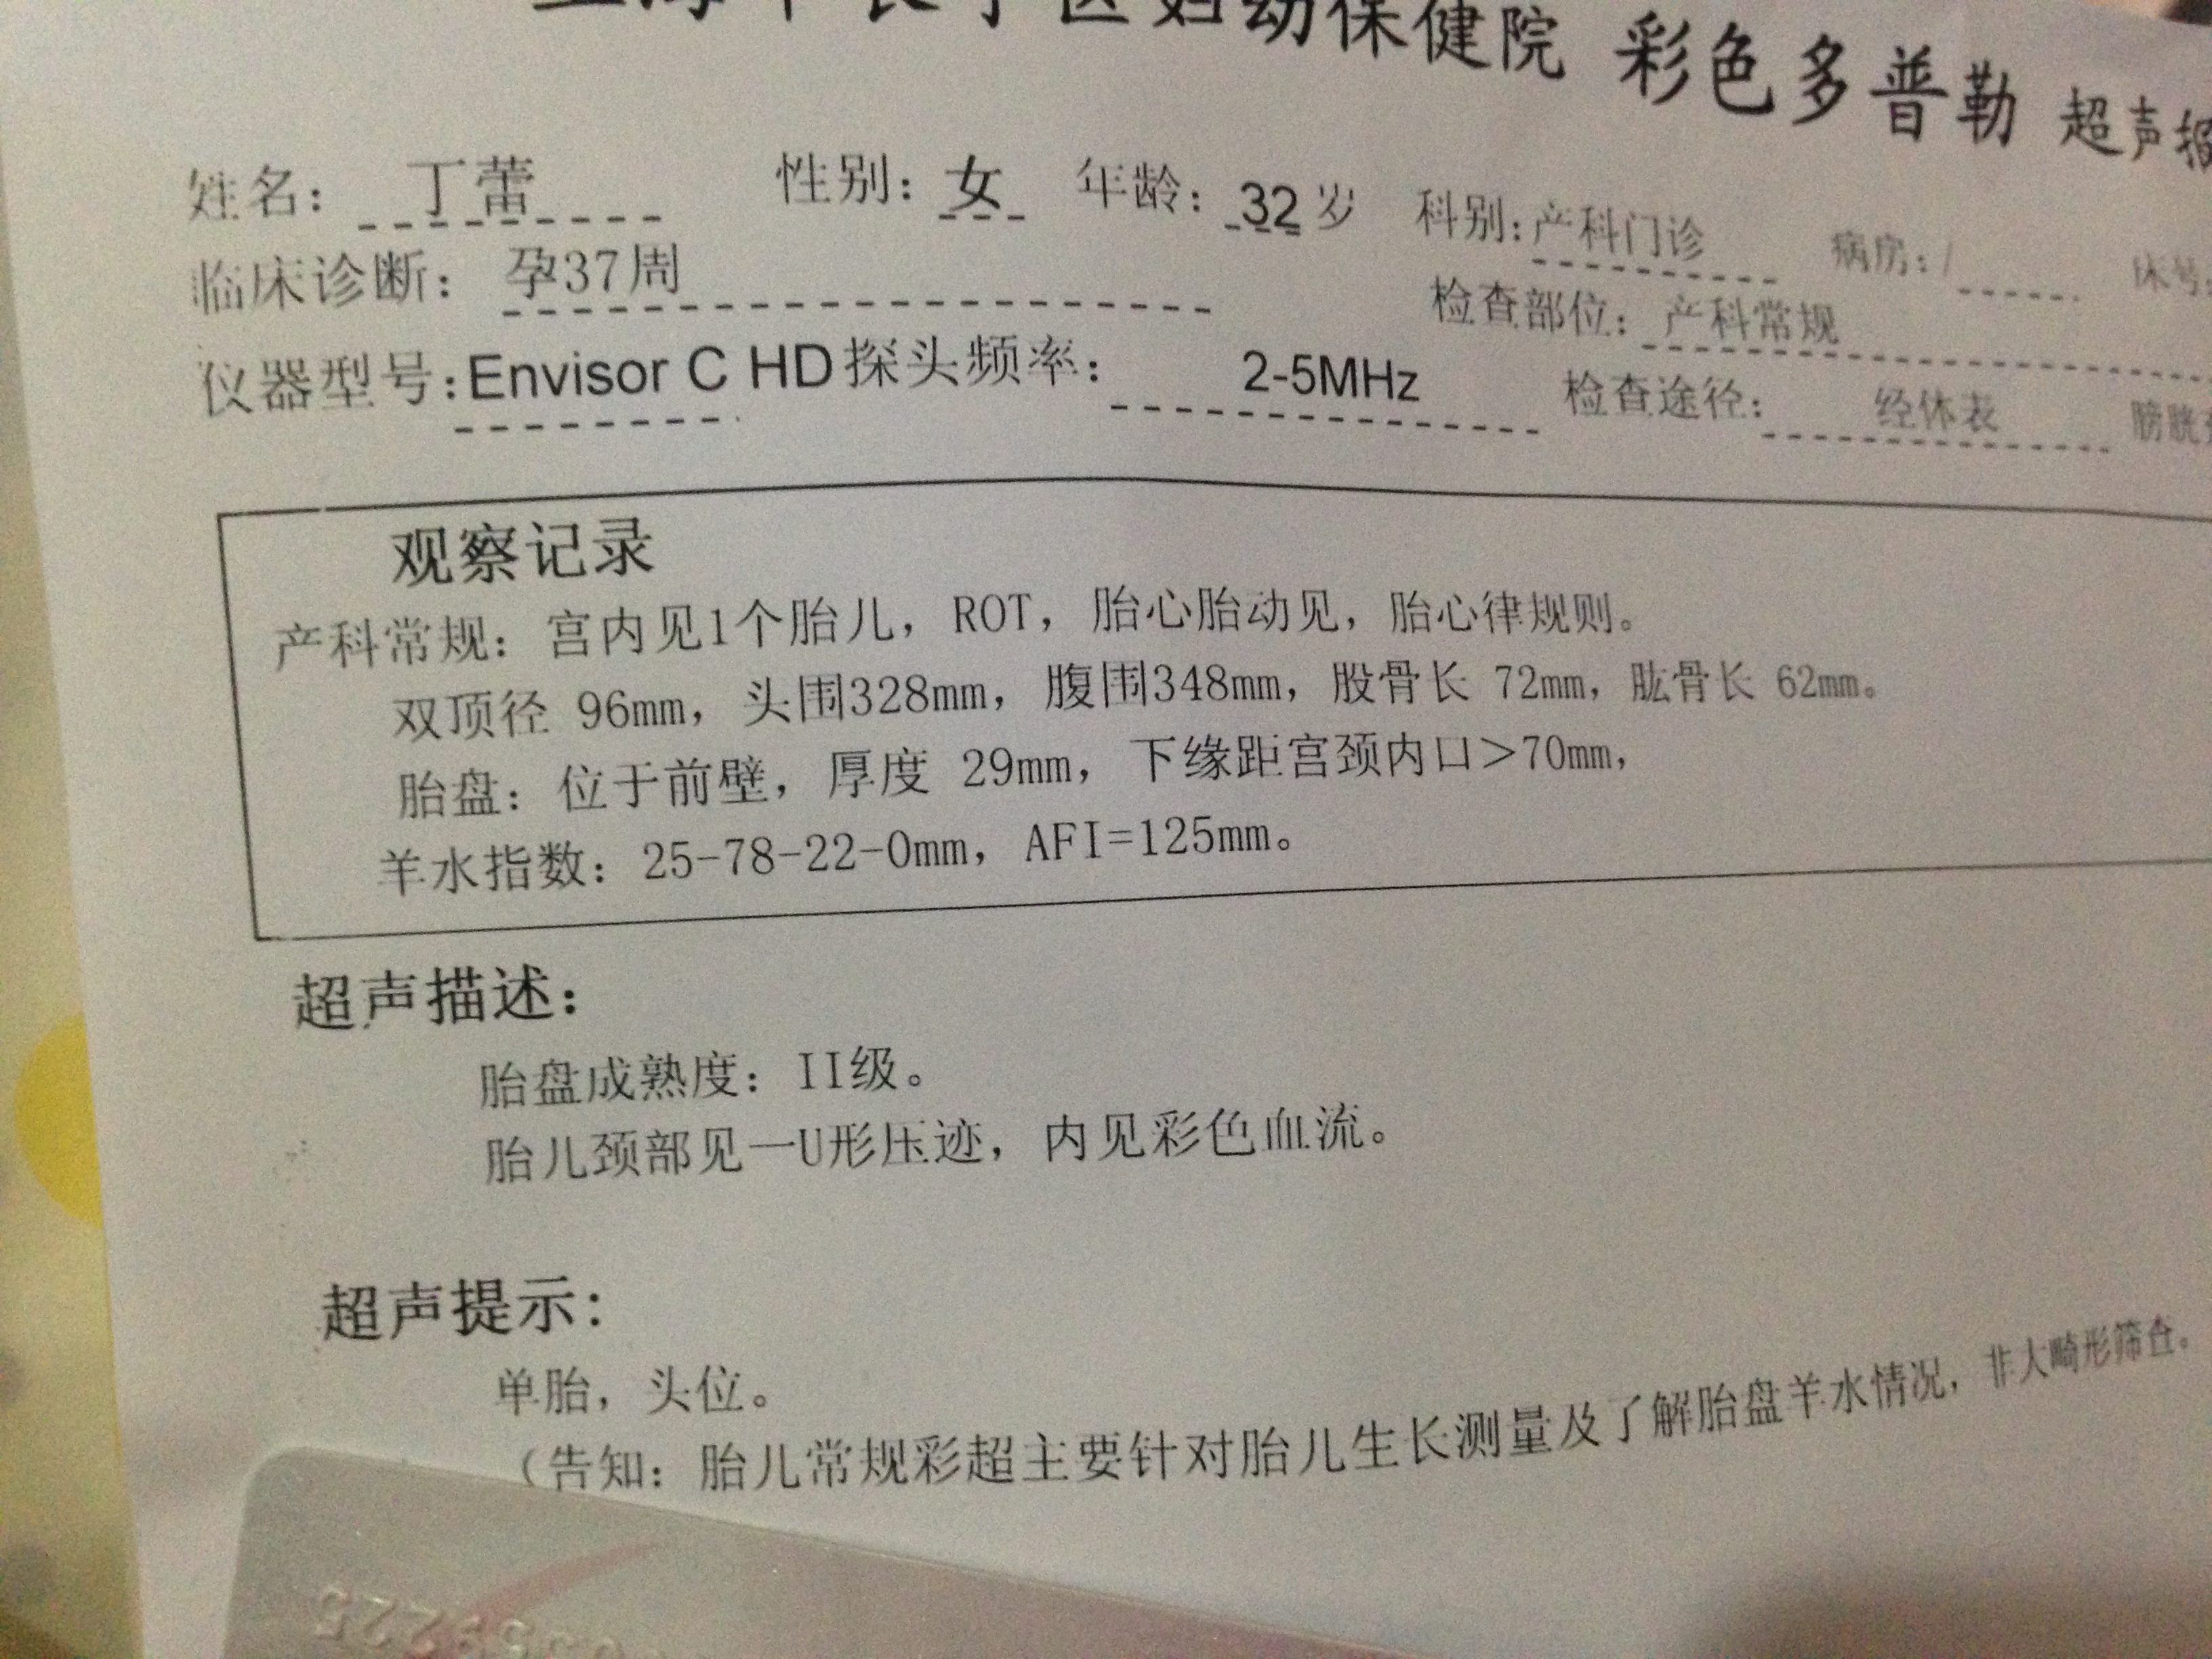 妇幼保健院 彩色多普勒 超声
姓名： 丁蕾 性别：女 年龄：32岁 科别：产科门诊 病房：/ 床号：
临床诊断： 孕37周 检查部位：产科常规
仪器型号：Envisor C HD 探头频率： 2-5MHz 检查途径： 经体表 膀胱
观察记录
产科常规：宫内见1个胎儿，ROT，胎心胎动见，胎心律规则。
双顶径 96mm，头围328mm，腹围348mm，股骨长 72mm，肱骨长 62mm。
胎盘：位于前壁，厚度 29mm，下缘距宫颈内口>70mm，
羊水指数：25-78-22-0mm，AFI=125mm。
超声描述：
胎盘成熟度：II级。
胎儿颈部见一U形压迹，内见彩色血流。
超声提示：
单胎，头位。
（告知：胎儿常规彩超主要针对胎儿生长测量及了解胎盘羊水情况，非大畸形筛查。
59225